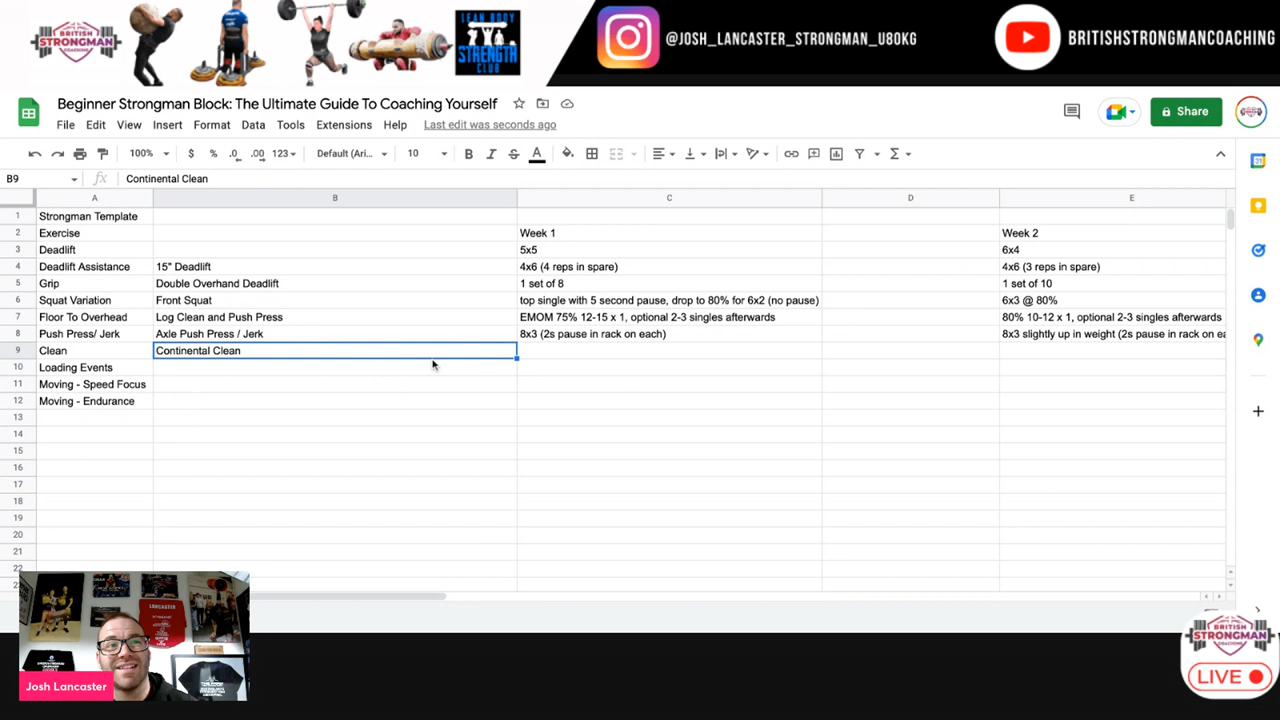 BRITISH
STRONGMAN
COACHING
LEAN BODY
STRENGTH
CLUB
@JOSH_LANCASTER_STRONGMAN_U80KG
BRITISHSTRONGMANCOACHING
Beginner Strongman Block: The Ultimate Guide To Coaching Yourself
Share
File Edit View Insert Format Data Tools Extensions Help Last edit was seconds ago
100% $ % .0 .00 123 Default (Ari... 10 B I S A
B9 fx Continental Clean
A B C D E
1 Strongman Template
2 Exercise Week 1 Week 2
3 Deadlift 5x5 6x4
4 Deadlift Assistance 15" Deadlift 4x6 (4 reps in spare) 4x6 (3 reps in spare)
5 Grip Double Overhand Deadlift 1 set of 8 1 set of 10
6 Squat Variation Front Squat top single with 5 second pause, drop to 80% for 6x2 (no pause) 6x3 @ 80%
7 Floor To Overhead Log Clean and Push Press EMOM 75% 12-15 x 1, optional 2-3 singles afterwards 80% 10-12 x 1, optional 2-3 singles afterwards
8 Push Press/ Jerk Axle Push Press / Jerk 8x3 (2s pause in rack on each) 8x3 slightly up in weight (2s pause in rack on ea
9 Clean Continental Clean
10 Loading Events
11 Moving - Speed Focus
12 Moving - Endurance
13
14
15
16
17
18
19
20
21
22
LANCASTER
Josh Lancaster
BRITISH
STRONGMAN
COACHING
LIVE